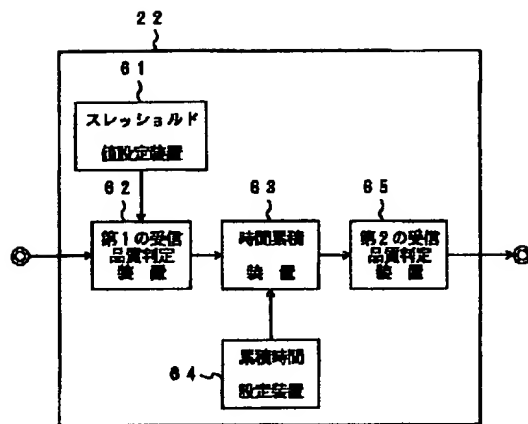 22
61
スレッショルド
値設定装置
62
63
65
第1の受信
品質判定
装 置
時間累積
装 置
第2の受信
品質判定
装 置
64
累積時間
設定装置